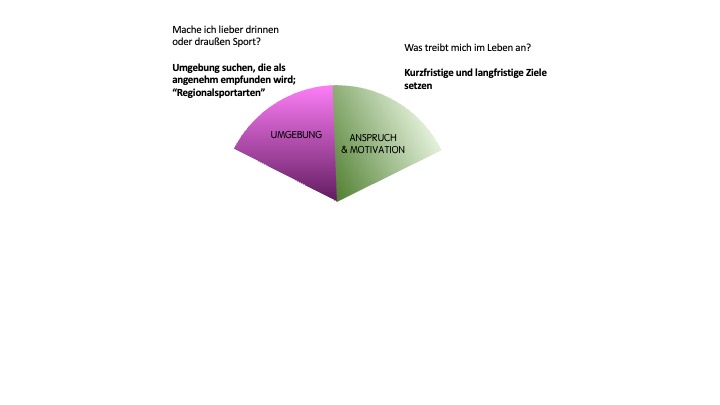 Mache ich lieber drinnen
oder draußen Sport?
Umgebung suchen, die als
angenehm empfunden wird;
“Regionalsportarten”
Was treibt mich im Leben an?
Kurzfristige und langfristige Ziele
setzen
UMGEBUNG
ANSPRUCH
& MOTIVATION